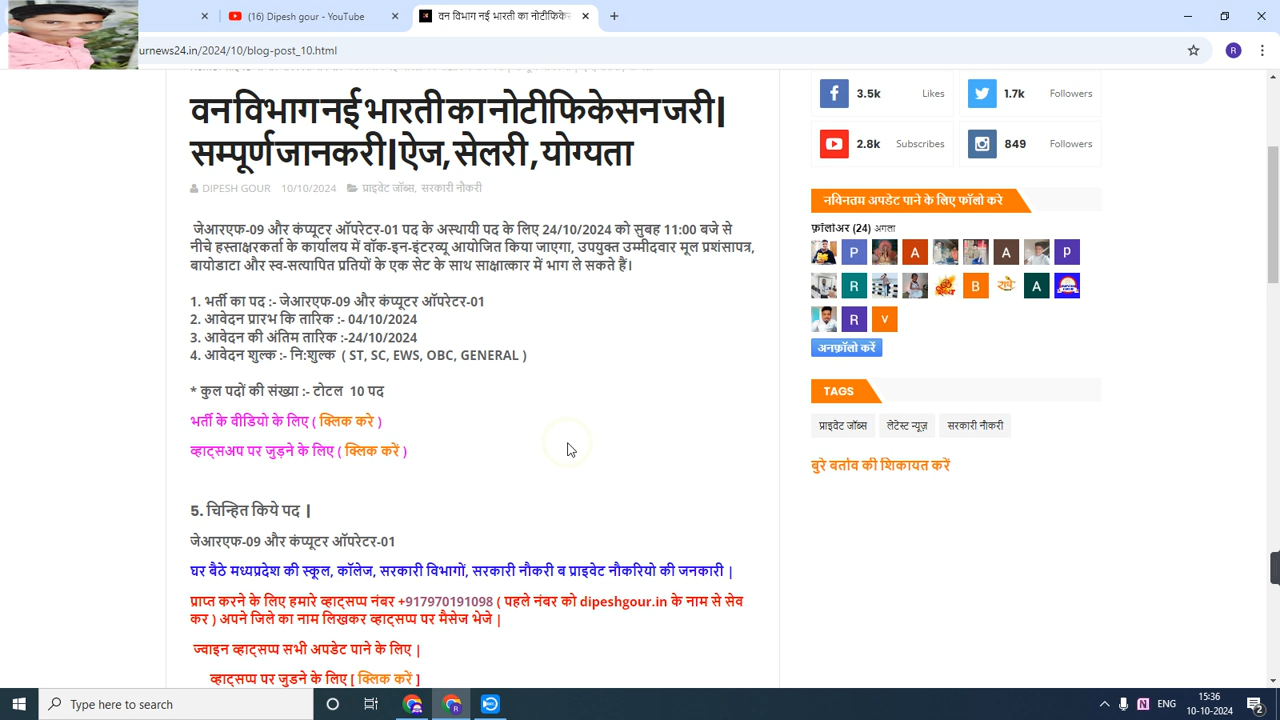 (16) Dipesh gour - YouTube
वन विभाग नई भारती का नोटीफिकेस
urnews24.in/2024/10/blog-post_10.html
R
वन विभाग नई भारती का नोटीफिकेसन जरी |
सम्पूर्ण जानकरी | ऐज, सेलरी , योग्यता
DIPESH GOUR 10/10/2024 प्राइवेट जॉब्स, सरकारी नौकरी
जेआरएफ-09 और कंप्यूटर ऑपरेटर-01 पद के अस्थायी पद के लिए 24/10/2024 को सुबह 11:00 बजे से
नीचे हस्ताक्षरकर्ता के कार्यालय में वॉक-इन-इंटरव्यू आयोजित किया जाएगा, उपयुक्त उम्मीदवार मूल प्रशंसापत्र,
बायोडाटा और स्व-सत्यापित प्रतियों के एक सेट के साथ साक्षात्कार में भाग ले सकते हैं।
1. भर्ती का पद :- जेआरएफ-09 और कंप्यूटर ऑपरेटर-01
2. आवेदन प्रारभ कि तारिक :- 04/10/2024
3. आवेदन की अंतिम तारिक :-24/10/2024
4. आवेदन शुल्क :- नि:शुल्क ( ST, SC, EWS, OBC, GENERAL )
* कुल पदों की संख्या :- टोटल 10 पद
भर्ती के वीडियो के लिए ( क्लिक करे )
व्हाट्सअप पर जुड़ने के लिए ( क्लिक करें )
5. चिन्हित किये पद |
जेआरएफ-09 और कंप्यूटर ऑपरेटर-01
घर बैठे मध्यप्रदेश की स्कूल, कॉलेज, सरकारी विभागों, सरकारी नौकरी ब प्राइवेट नौकरियो की जनकारी |
प्राप्त करने के लिए हमारे व्हाट्सप्प नंबर +917970191098 ( पहले नंबर को dipeshgour.in के नाम से सेव
कर ) अपने जिले का नाम लिखकर व्हाट्सप्प पर मैसेज भेजे |
ज्वाइन व्हाट्सप्प सभी अपडेट पाने के लिए |
व्हाट्सप्प पर जुडने के लिए [ क्लिक करें ]
3.5k Likes
1.7k Followers
2.8k Subscribes
849 Followers
नविनतम अपडेट पाने के लिए फॉलो करे
फ़ॉलोअर (24) अगला
P A A P
R B राधे A
R v
अनफ़ॉलो करें
TAGS
प्राइवेट जॉब्स लेटेस्ट न्यूज़ सरकारी नौकरी
बुरे बर्ताव की शिकायत करें
Type here to search
ENG
15:36
10-10-2024
2